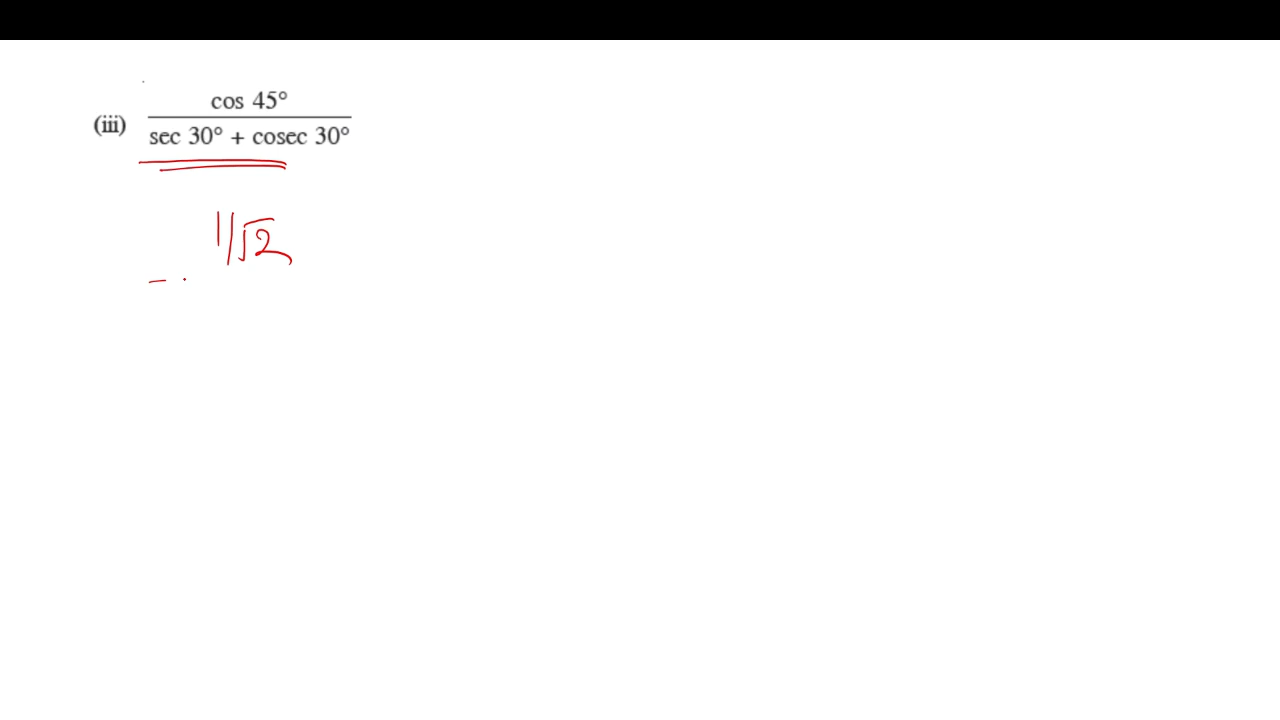 cos 45°
(iii)
sec 30° + cosec 30°
1/√2